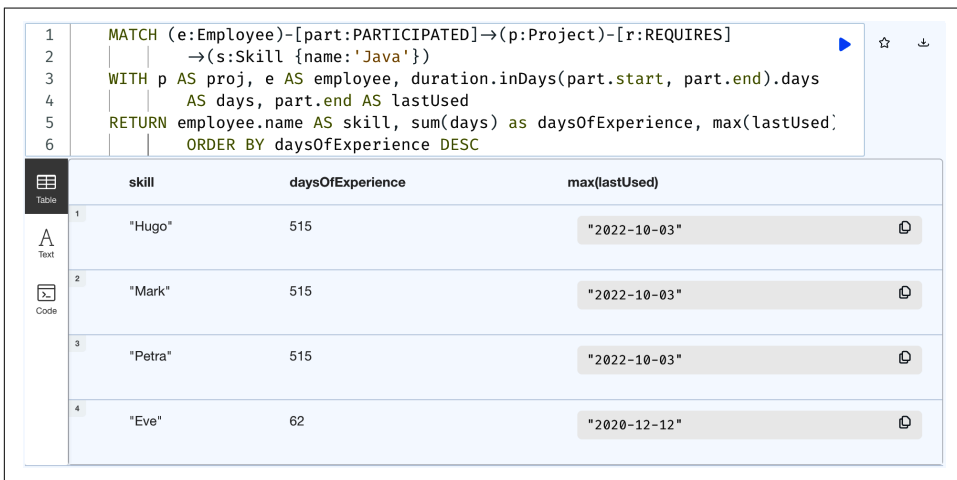 1 MATCH (e:Employee)-[part:PARTICIPATED]→(p:Project)-[r:REQUIRES]
2 →(s:Skill {name:'Java'})
3 WITH p AS proj, e AS employee, duration.inDays(part.start, part.end).days
4 AS days, part.end AS lastUsed
5 RETURN employee.name AS skill, sum(days) as daysOfExperience, max(lastUsed)
6 ORDER BY daysOfExperience DESC
Table
Text
Code
skill daysOfExperience max(lastUsed)
1 "Hugo" 515 "2022-10-03"
2 "Mark" 515 "2022-10-03"
3 "Petra" 515 "2022-10-03"
4 "Eve" 62 "2020-12-12"